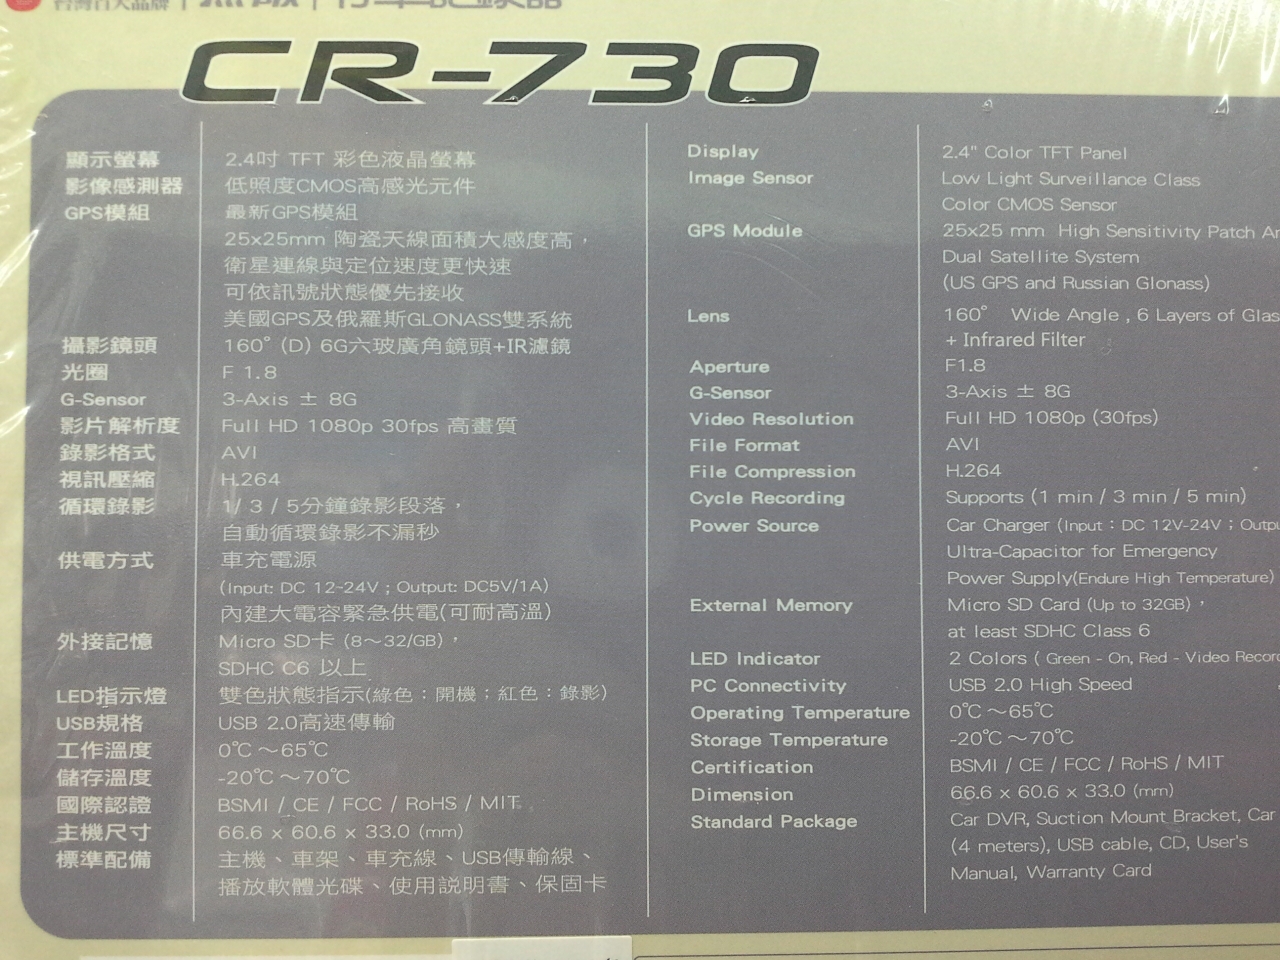 台灣百大品牌 | 無敵 | 行車記錄器
CR-730
顯示螢幕 2.4吋 TFT 彩色液晶螢幕
影像感測器 低照度CMOS高感光元件
GPS模組 最新GPS模組
25x25mm 陶瓷天線面積大感度高，
衛星連線與定位速度更快速
可依訊號狀態優先接收
美國GPS及俄羅斯GLONASS雙系統
攝影鏡頭 160° (D) 6G六玻廣角鏡頭+IR濾鏡
光圈 F 1.8
G-Sensor 3-Axis ± 8G
影片解析度 Full HD 1080p 30fps 高畫質
錄影格式 AVI
視訊壓縮 H.264
循環錄影 1/ 3 / 5分鐘錄影段落，
自動循環錄影不漏秒
供電方式 車充電源
(Input: DC 12-24V ; Output: DC5V/1A)
內建大電容緊急供電(可耐高溫)
外接記憶 Micro SD卡 (8～32/GB)，
SDHC C6 以上
LED指示燈 雙色狀態指示(綠色：開機；紅色：錄影)
USB規格 USB 2.0高速傳輸
工作溫度 0℃～65℃
儲存溫度 -20℃～70℃
國際認證 BSMI / CE / FCC / RoHS / MIT
主機尺寸 66.6 x 60.6 x 33.0 (mm)
標準配備 主機、車架、車充線、USB傳輸線、
播放軟體光碟、使用說明書、保固卡
Display 2.4" Color TFT Panel
Image Sensor Low Light Surveillance Class
Color CMOS Sensor
GPS Module 25x25 mm High Sensitivity Patch
Dual Satellite System
(US GPS and Russian Glonass)
Lens 160° Wide Angle , 6 Layers of
+ Infrared Filter
Aperture F1.8
G-Sensor 3-Axis ± 8G
Video Resolution Full HD 1080p (30fps)
File Format AVI
File Compression H.264
Cycle Recording Supports (1 min / 3 min / 5 min)
Power Source Car Charger (Input：DC 12V-24V；
Ultra-Capacitor for Emergency
Power Supply(Endure High Temperature)
External Memory Micro SD Card (Up to 32GB)，
at least SDHC Class 6
LED Indicator 2 Colors ( Green - On, Red - Video
PC Connectivity USB 2.0 High Speed
Operating Temperature 0℃～65℃
Storage Temperature -20℃～70℃
Certification BSMI / CE / FCC / RoHS / MIT
Dimension 66.6 x 60.6 x 33.0 (mm)
Standard Package Car DVR, Suction Mount Bracket, Car
(4 meters), USB cable, CD, User's
Manual, Warranty Card